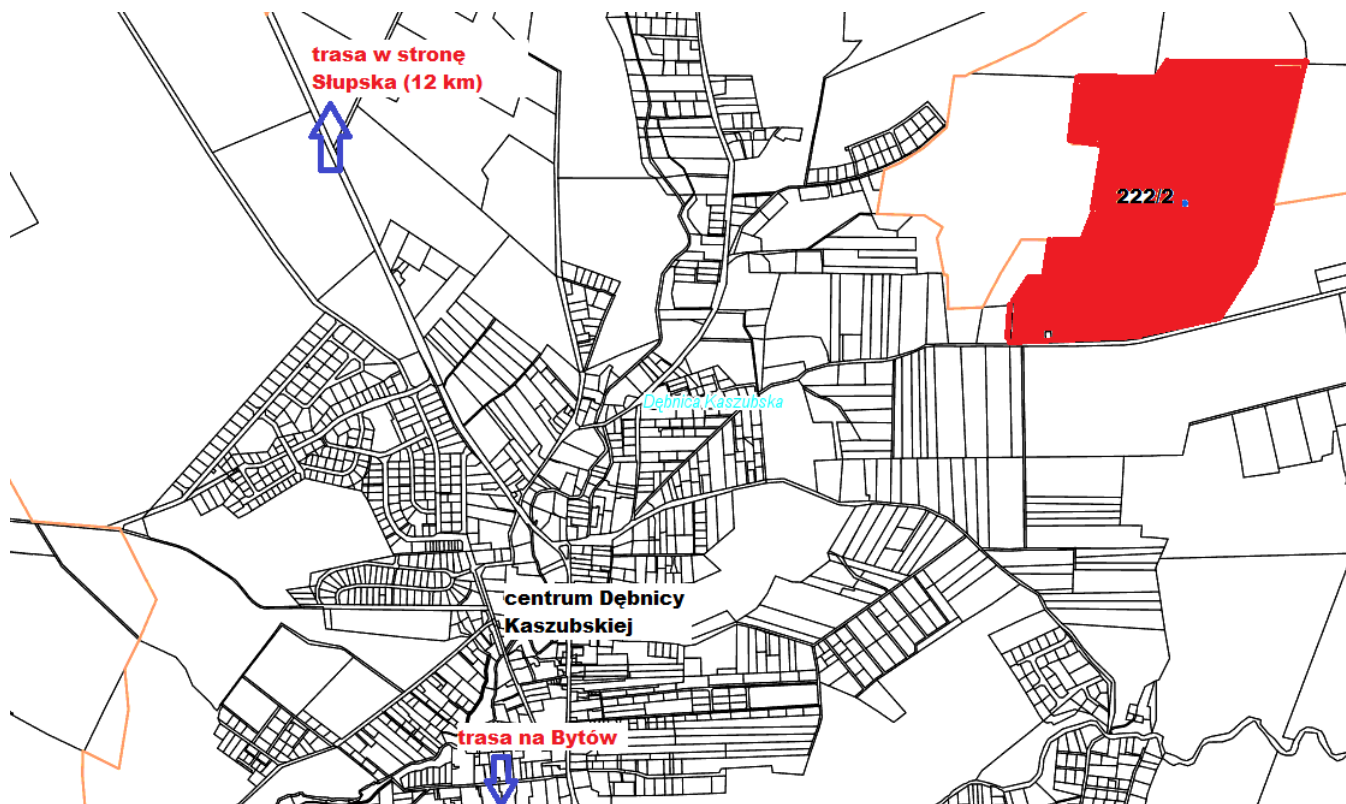 trasa w stronę
Słupska (12 km)
222/2
Dębnica Kaszubska
centrum Dębnicy
Kaszubskiej
trasa na Bytów